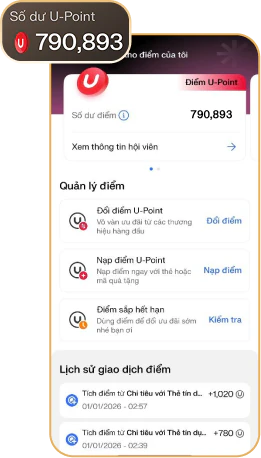 Số dư U-Point
790,893
ho điểm của tôi
Điểm U-Point
Số dư điểm
790,893
Xem thông tin hội viên
Quản lý điểm
Đổi điểm U-Point
Vô vàn ưu đãi từ các thương
hiệu hàng đầu
Đổi điểm
Nạp điểm U-Point
Nạp điểm ngay với thẻ hoặc
mã quà tặng
Nạp điểm
Điểm sắp hết hạn
Dùng điểm để đổi ưu đãi sớm
nhé bạn ơi
Kiểm tra
Lịch sử giao dịch điểm
Tích điểm từ Chi tiêu với Thẻ tín d... +1,020
01/01/2026 - 02:57
Tích điểm từ Chi tiêu với Thẻ tín dụ... +780
01/01/2026 - 02:39